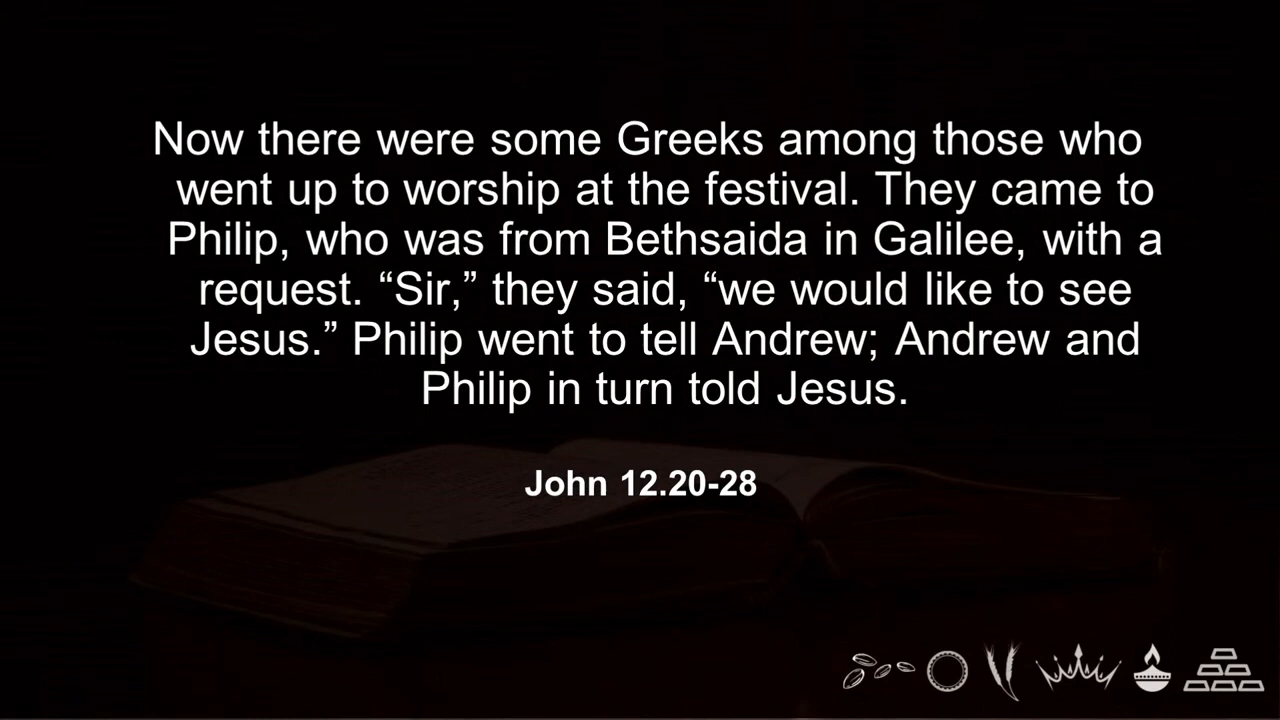 Now there were some Greeks among those who
went up to worship at the festival. They came to
Philip, who was from Bethsaida in Galilee, with a
request. “Sir,” they said, “we would like to see
Jesus.” Philip went to tell Andrew; Andrew and
Philip in turn told Jesus.
John 12.20-28